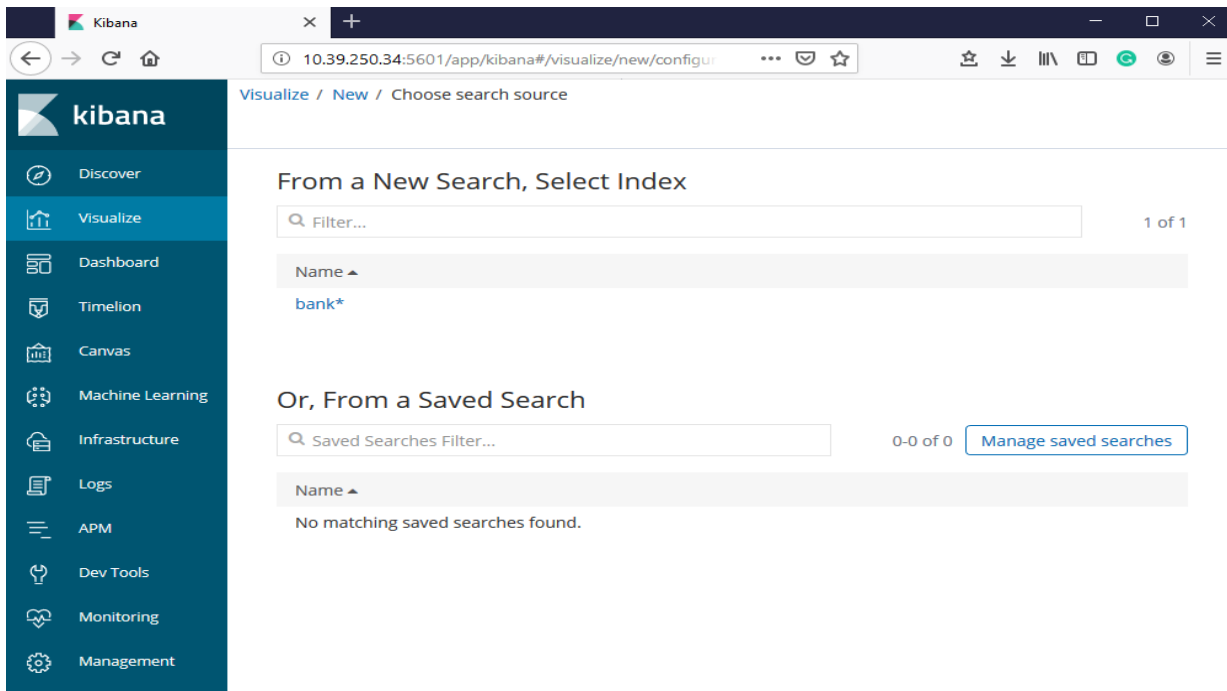 Kibana
10.39.250.34:5601/app/kibana#/visualize/new/configur
kibana
Visualize / New / Choose search source
Discover
Visualize
Dashboard
Timelion
Canvas
Machine Learning
Infrastructure
Logs
APM
Dev Tools
Monitoring
Management
From a New Search, Select Index
Filter...
1 of 1
Name
bank*
Or, From a Saved Search
Saved Searches Filter...
0-0 of 0
Manage saved searches
Name
No matching saved searches found.